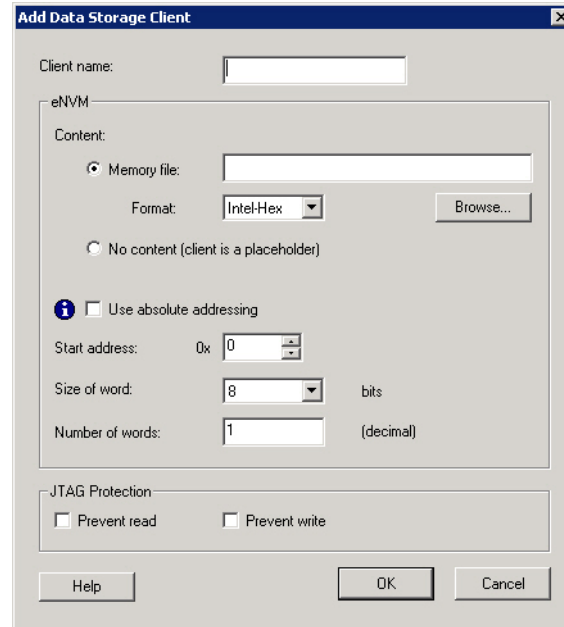 Add Data Storage Client
Client name:
eNVM
Content:
Memory file:
Format: Intel-Hex Browse...
No content (client is a placeholder)
Use absolute addressing
Start address: 0x 0
Size of word: 8 bits
Number of words: 1 (decimal)
JTAG Protection
Prevent read Prevent write
Help OK Cancel